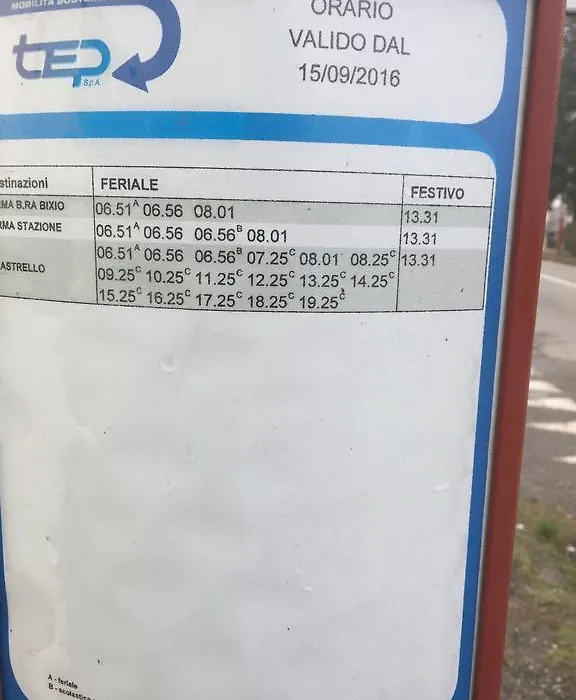 MOBILITÀ SOSTEN
tep
S.p.A.
ORARIO
VALIDO DAL
15/09/2016
stinazioni FERIALE FESTIVO
MA B.RA BIXIO 06.51ᴬ 06.56 08.01 13.31
RMA STAZIONE 06.51ᴬ 06.56 06.56ᴮ 08.01 13.31
ASTRELLO 06.51ᴬ 06.56 06.56ᴮ 07.25ᶜ 08.01 08.25ᶜ 13.31
09.25ᶜ 10.25ᶜ 11.25ᶜ 12.25ᶜ 13.25ᶜ 14.25ᶜ
15.25ᶜ 16.25ᶜ 17.25ᶜ 18.25ᶜ 19.25ᶜ
A - feriale
B - scolastico